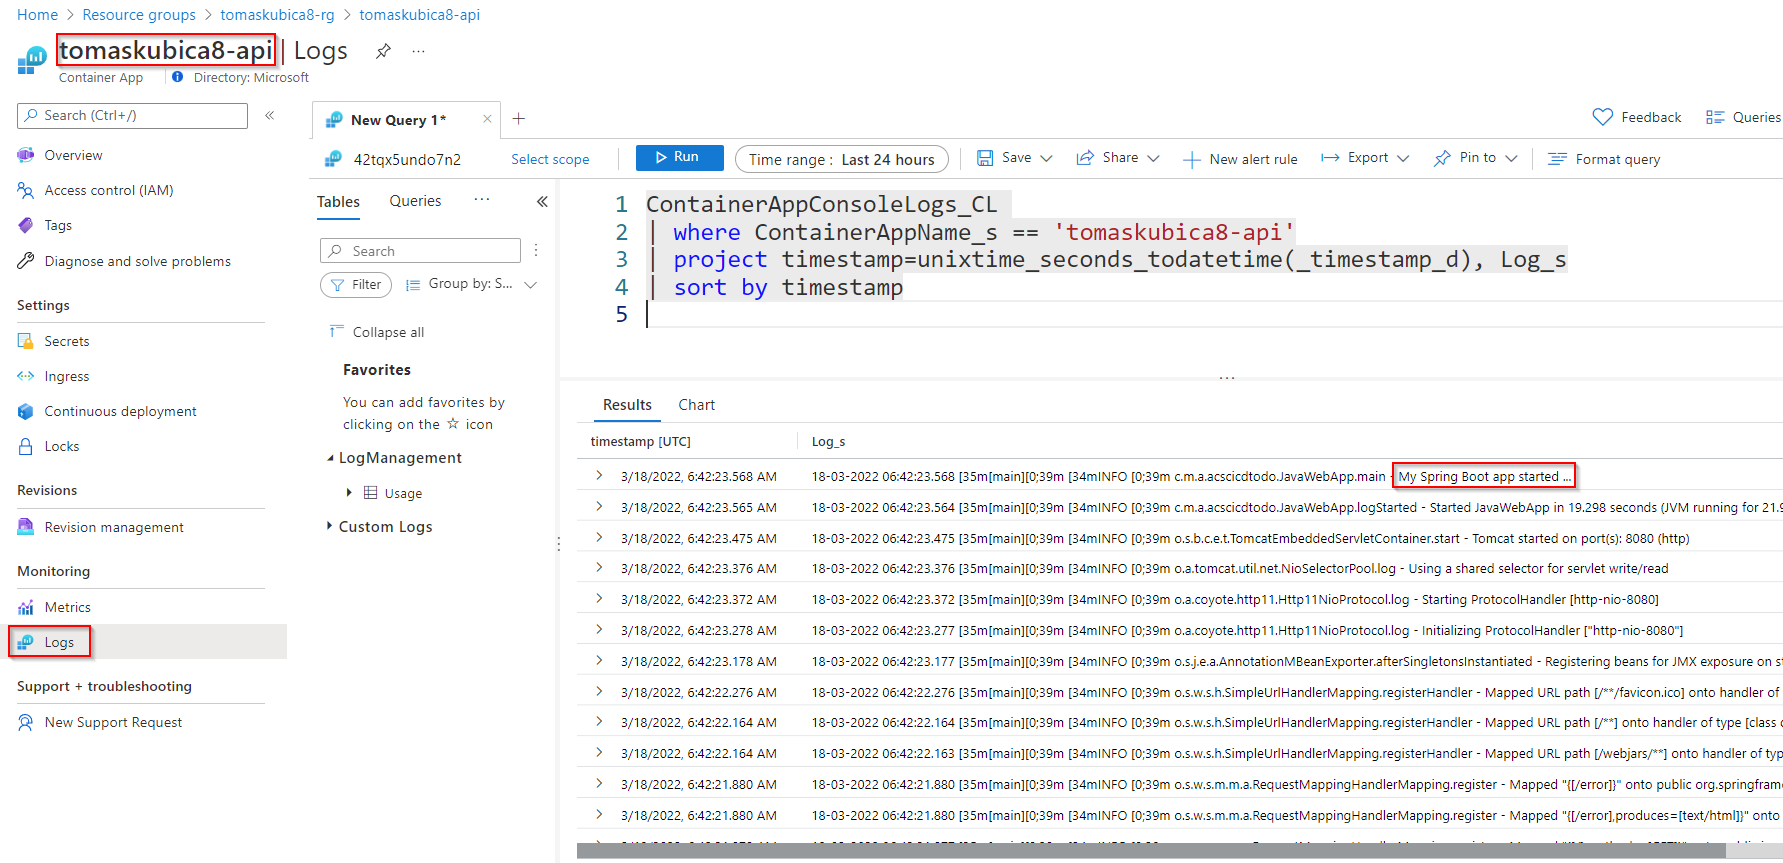 Home > Resource groups > tomaskubica8-rg > tomaskubica8-api
tomaskubica8-api | Logs ...
Container App Directory: Microsoft
Search (Ctrl+/)
Overview
Access control (IAM)
Tags
Diagnose and solve problems
Settings
Secrets
Ingress
Continuous deployment
Locks
Revisions
Revision management
Monitoring
Metrics
Logs
Support + troubleshooting
New Support Request
New Query 1*
Feedback Queries
42tqx5undo7n2 Select scope Run Time range : Last 24 hours Save Share New alert rule Export Pin to Format query
Tables Queries ...
Search
Filter Group by: S...
Collapse all
Favorites
You can add favorites by
clicking on the ☆ icon
LogManagement
Usage
Custom Logs
1 ContainerAppConsoleLogs_CL
2 | where ContainerAppName_s == 'tomaskubica8-api'
3 | project timestamp=unixtime_seconds_todatetime(_timestamp_d), Log_s
4 | sort by timestamp
5
Results Chart
timestamp [UTC] Log_s
3/18/2022, 6:42:23.568 AM 18-03-2022 06:42:23.568 [35m[main][0;39m [34mINFO [0;39m c.m.a.acscicdtodo.JavaWebApp.main - My Spring Boot app started ...
3/18/2022, 6:42:23.565 AM 18-03-2022 06:42:23.564 [35m[main][0;39m [34mINFO [0;39m c.m.a.acscicdtodo.JavaWebApp.logStarted - Started JavaWebApp in 19.298 seconds (JVM running for 21.9
3/18/2022, 6:42:23.475 AM 18-03-2022 06:42:23.475 [35m[main][0;39m [34mINFO [0;39m o.s.b.c.e.t.TomcatEmbeddedServletContainer.start - Tomcat started on port(s): 8080 (http)
3/18/2022, 6:42:23.376 AM 18-03-2022 06:42:23.376 [35m[main][0;39m [34mINFO [0;39m o.a.tomcat.util.net.NioSelectorPool.log - Using a shared selector for servlet write/read
3/18/2022, 6:42:23.372 AM 18-03-2022 06:42:23.372 [35m[main][0;39m [34mINFO [0;39m o.a.coyote.http11.Http11NioProtocol.log - Starting ProtocolHandler [http-nio-8080]
3/18/2022, 6:42:23.278 AM 18-03-2022 06:42:23.277 [35m[main][0;39m [34mINFO [0;39m o.a.coyote.http11.Http11NioProtocol.log - Initializing ProtocolHandler ["http-nio-8080"]
3/18/2022, 6:42:23.178 AM 18-03-2022 06:42:23.177 [35m[main][0;39m [34mINFO [0;39m o.s.j.e.a.AnnotationMBeanExporter.afterSingletonsInstantiated - Registering beans for JMX exposure on
3/18/2022, 6:42:22.276 AM 18-03-2022 06:42:22.276 [35m[main][0;39m [34mINFO [0;39m o.s.w.s.h.SimpleUrlHandlerMapping.registerHandler - Mapped URL path [/**/favicon.ico] onto handler of
3/18/2022, 6:42:22.164 AM 18-03-2022 06:42:22.164 [35m[main][0;39m [34mINFO [0;39m o.s.w.s.h.SimpleUrlHandlerMapping.registerHandler - Mapped URL path [/**] onto handler of type [class
3/18/2022, 6:42:22.164 AM 18-03-2022 06:42:22.163 [35m[main][0;39m [34mINFO [0;39m o.s.w.s.h.SimpleUrlHandlerMapping.registerHandler - Mapped URL path [/webjars/**] onto handler of typ
3/18/2022, 6:42:21.880 AM 18-03-2022 06:42:21.880 [35m[main][0;39m [34mINFO [0;39m o.s.w.s.m.m.a.RequestMappingHandlerMapping.register - Mapped "{[/error]}" onto public org.springframe
3/18/2022, 6:42:21.880 AM 18-03-2022 06:42:21.880 [35m[main][0;39m [34mINFO [0;39m o.s.w.s.m.m.a.RequestMappingHandlerMapping.register - Mapped "{[/error],produces=[text/html]}" onto